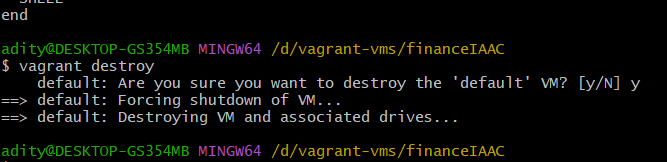 SHELL
end
adity@DESKTOP-GS354MB MINGW64 /d/vagrant-vms/financeIAAC
$ vagrant destroy
default: Are you sure you want to destroy the 'default' VM? [y/N] y
==> default: Forcing shutdown of VM...
==> default: Destroying VM and associated drives...
adity@DESKTOP-GS354MB MINGW64 /d/vagrant-vms/financeIAAC